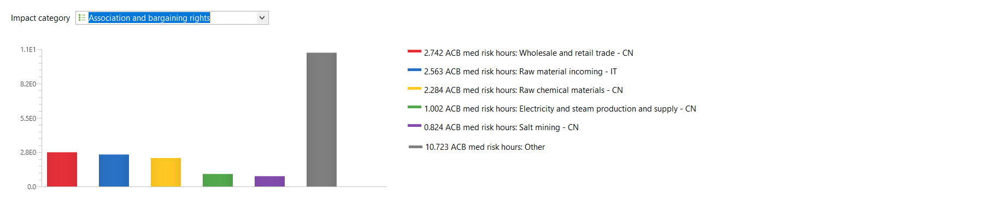 Impact category Association and bargaining rights
1.1E1
8.2E0
5.5E0
2.8E0
0.0
2.742 ACB med risk hours: Wholesale and retail trade - CN
2.563 ACB med risk hours: Raw material incoming - IT
2.284 ACB med risk hours: Raw chemical materials - CN
1.002 ACB med risk hours: Electricity and steam production and supply - CN
0.824 ACB med risk hours: Salt mining - CN
10.723 ACB med risk hours: Other